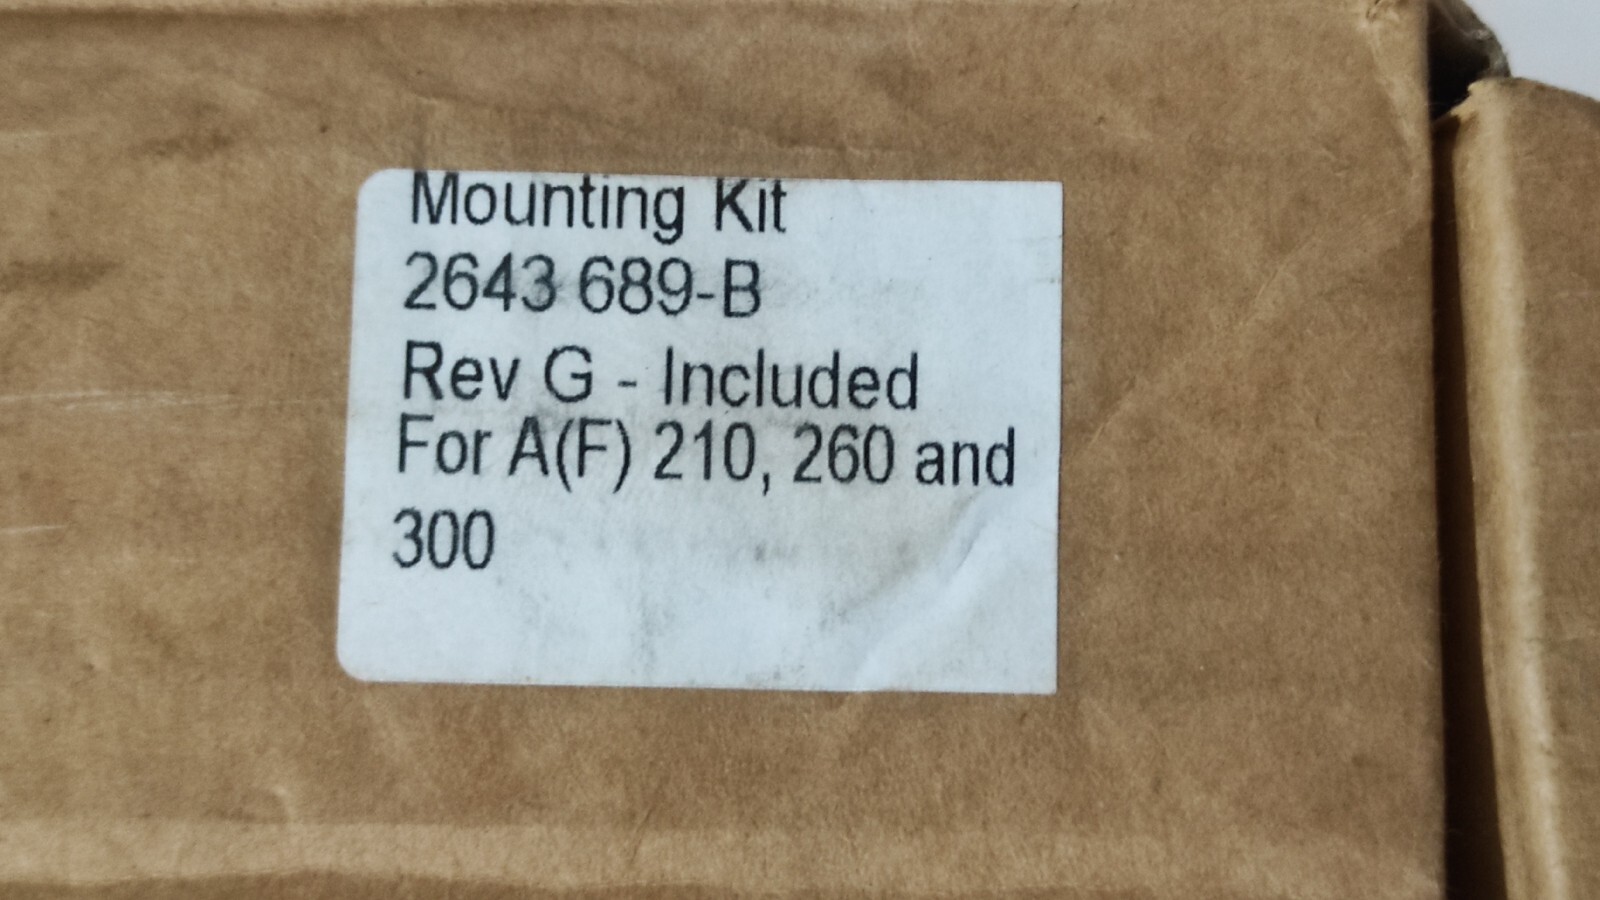 Mounting Kit
2643 689-B
Rev G - Included
For A(F) 210, 260 and
300